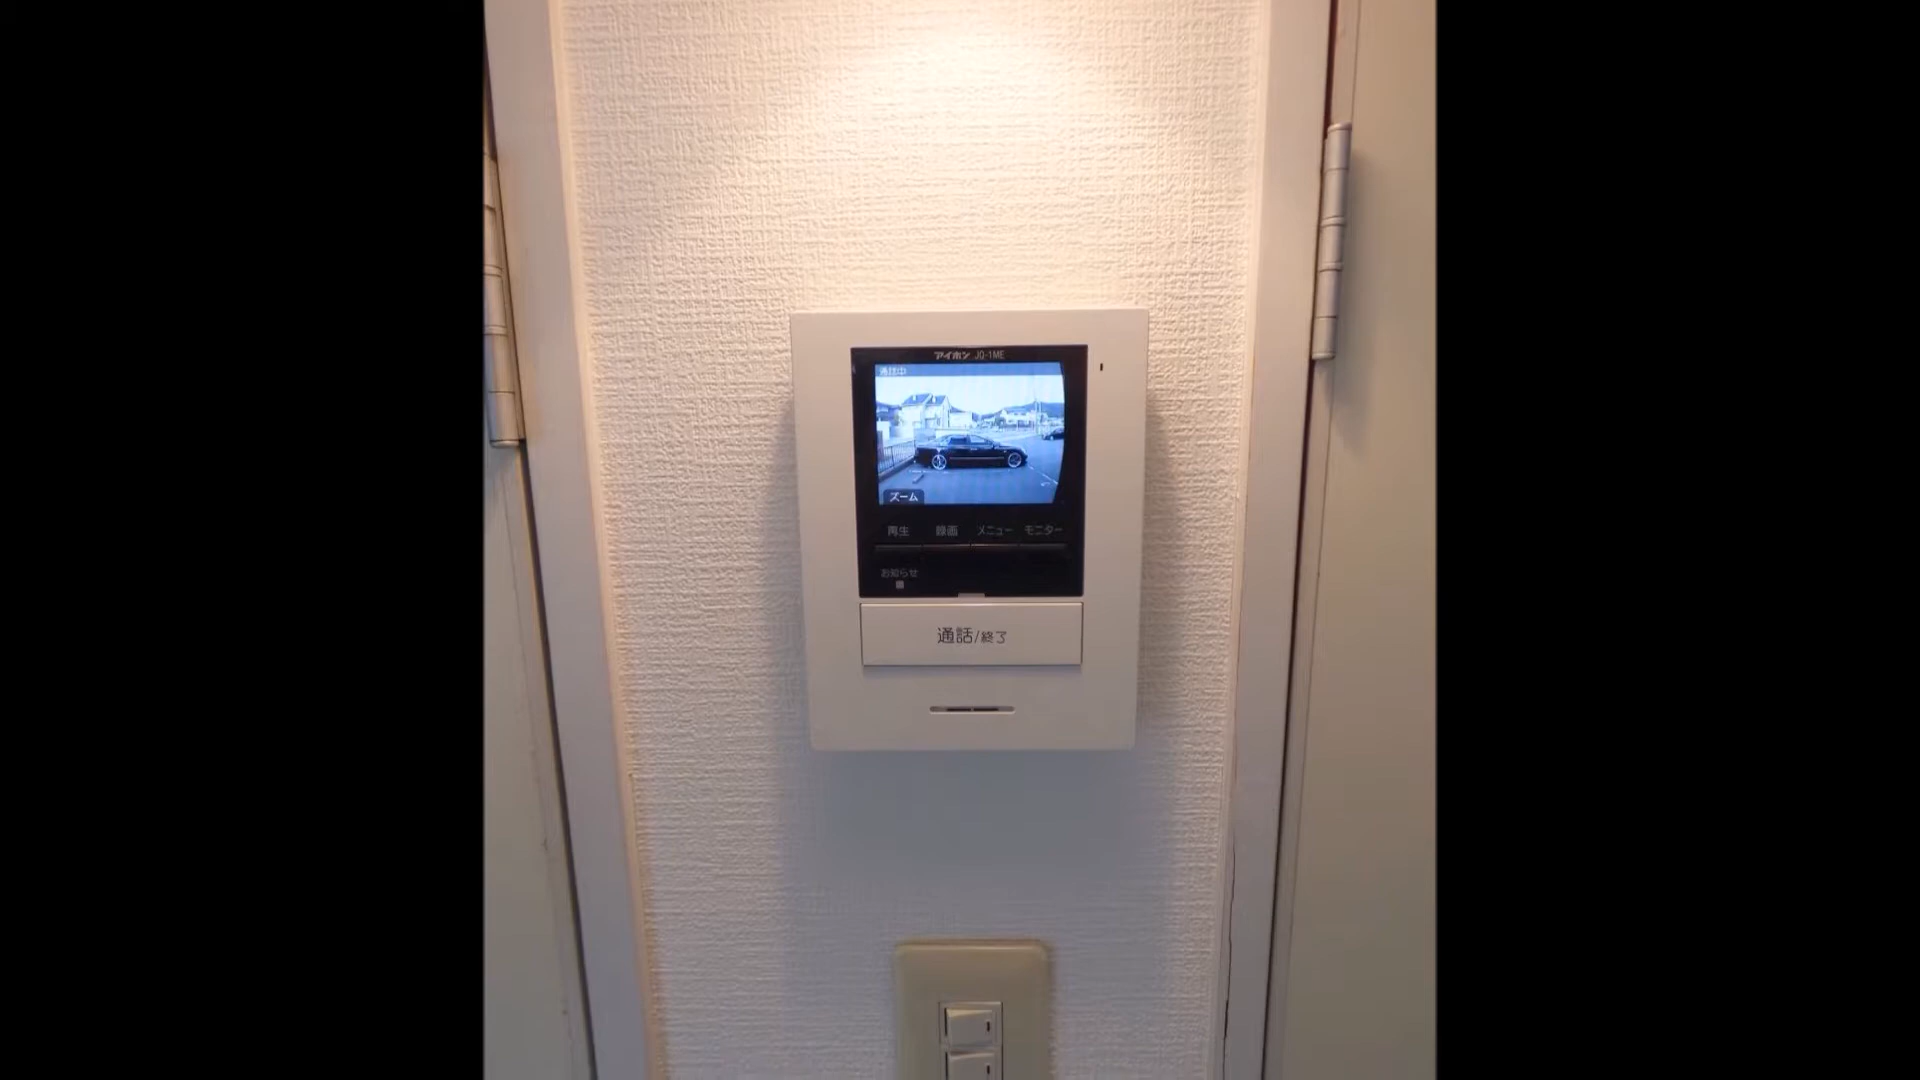 アイホン JQ-1ME
通話中
ズーム
再生 録画 メニュー モニター
お知らせ
通話/終了